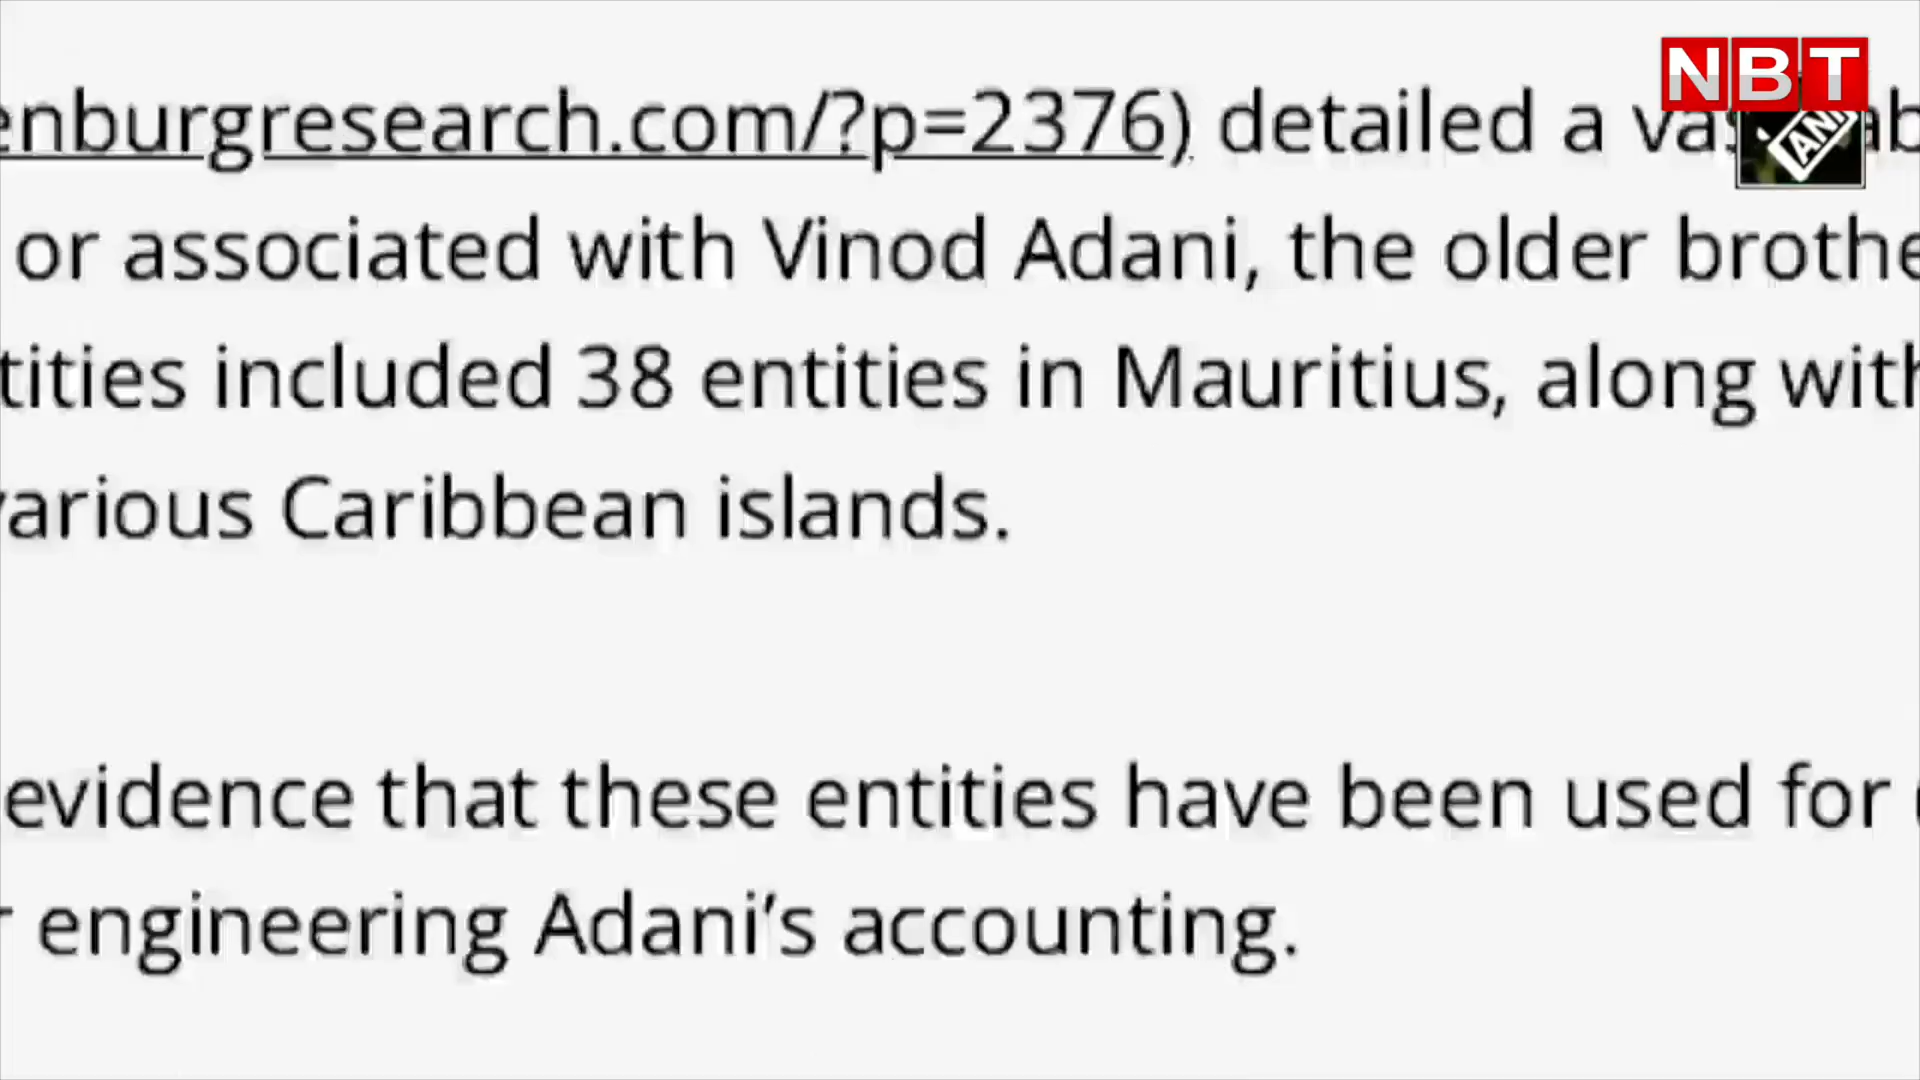 NBT
enburgresearch.com/?p=2376) detailed a
ANI
or associated with Vinod Adani, the older brothe
tities included 38 entities in Mauritius, along with
various Caribbean islands.
evidence that these entities have been used for
r engineering Adani's accounting.